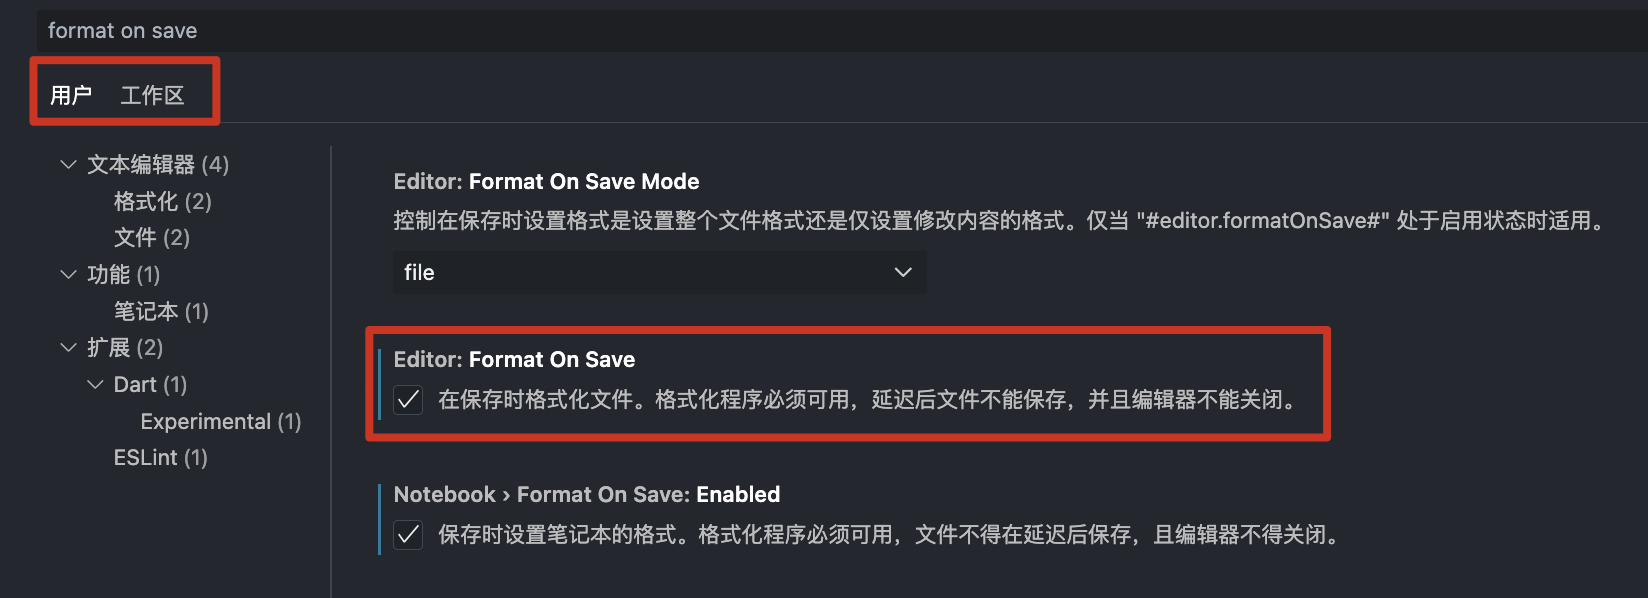 format on save
用户 工作区
文本编辑器 (4)
格式化 (2)
文件 (2)
功能 (1)
笔记本 (1)
扩展 (2)
Dart (1)
Experimental (1)
ESLint (1)
Editor: Format On Save Mode
控制在保存时设置格式是设置整个文件格式还是仅设置修改内容的格式。仅当 "#editor.formatOnSave#" 处于启用状态时适用。
file
Editor: Format On Save
在保存时格式化文件。格式化程序必须可用，延迟后文件不能保存，并且编辑器不能关闭。
Notebook › Format On Save: Enabled
保存时设置笔记本的格式。格式化程序必须可用，文件不得在延迟后保存，且编辑器不得关闭。